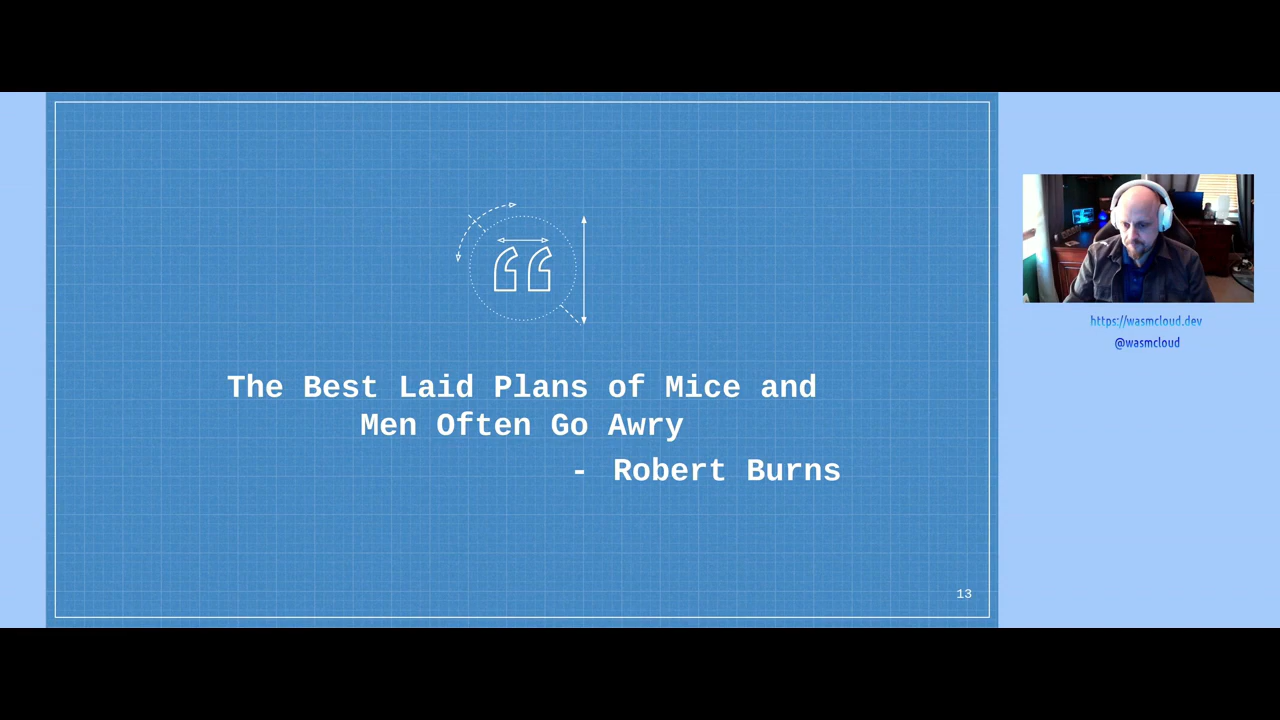 The Best Laid Plans of Mice and
Men Often Go Awry
- Robert Burns
13
https://wasmcloud.dev
@wasmcloud